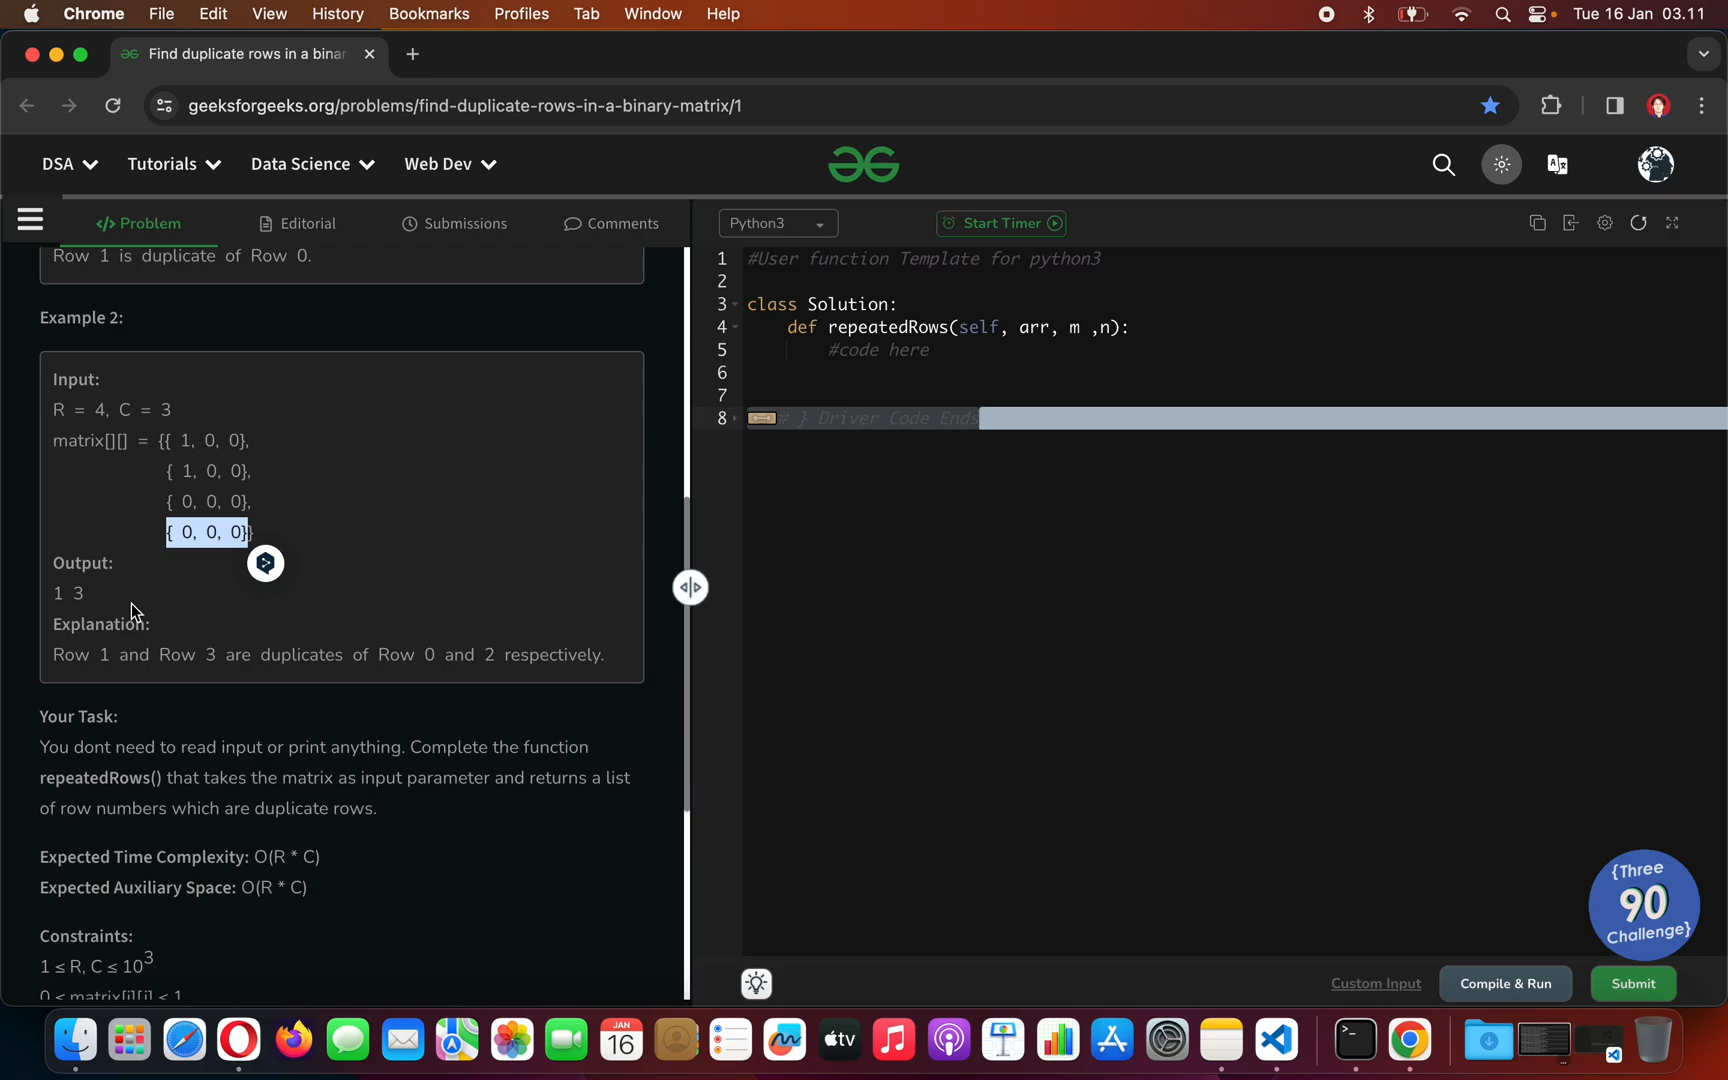 Chrome File Edit View History Bookmarks Profiles Tab Window Help Tue 16 Jan 03.11
Find duplicate rows in a binar
geeksforgeeks.org/problems/find-duplicate-rows-in-a-binary-matrix/1
DSA Tutorials Data Science Web Dev
</> Problem Editorial Submissions Comments
Row 1 is duplicate of Row 0.
Example 2:
Input:
R = 4, C = 3
matrix[][] = {{ 1, 0, 0},
{ 1, 0, 0},
{ 0, 0, 0},
{ 0, 0, 0}}
Output:
1 3
Explanation:
Row 1 and Row 3 are duplicates of Row 0 and 2 respectively.
Your Task:
You dont need to read input or print anything. Complete the function
repeatedRows() that takes the matrix as input parameter and returns a list
of row numbers which are duplicate rows.
Expected Time Complexity: O(R * C)
Expected Auxiliary Space: O(R * C)
Constraints:
1 ≤ R, C ≤ 10^3
0 ≤ matrix[i][j] ≤ 1
Python3 Start Timer
1 #User function Template for python3
2
3 class Solution:
4 def repeatedRows(self, arr, m ,n):
5 #code here
6
7
8 # } Driver Code Ends
{Three
90
Challenge}
Custom Input Compile & Run Submit
JAN
16
tv
>_